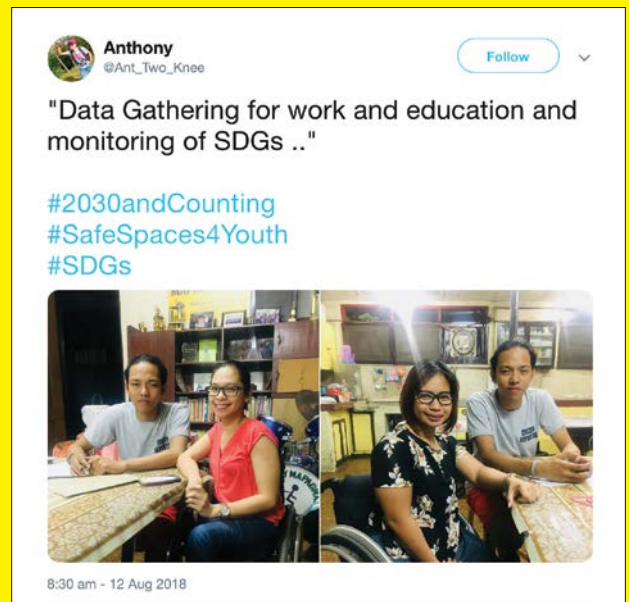 Anthony
@Ant_Two_Knee
Follow
"Data Gathering for work and education and
monitoring of SDGs .."
#2030andCounting
#SafeSpaces4Youth
#SDGs
8:30 am - 12 Aug 2018